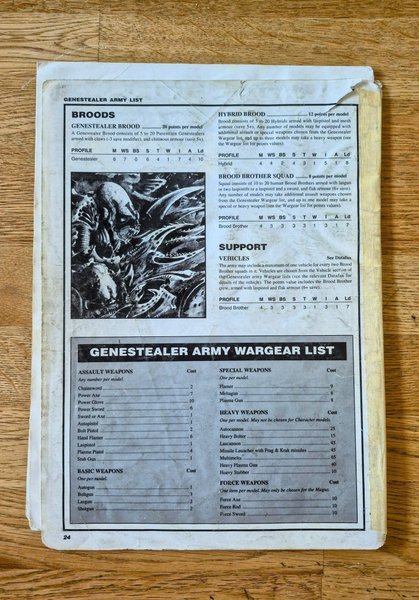 GENESTEALER ARMY LIST
BROODS
GENESTEALER BROOD 20 points per model
A Genestealer Brood consists of 5 to 20 Purestrain Genestealers
armed with claws (-3 save modifier), and chitinous armour (save 5+).
PROFILE M WS BS S T W I A Ld
Genestealer 6 7 0 6 4 1 7 4 10
HYBRID BROOD 12 points per model
Brood consists of 5 to 20 Hybrids armed with laspistol and mesh
armour (save 5+). Any number of models may be equipped with
additional assault or special weapons chosen from the Genestealer
Wargear list, and up to three models may take a heavy weapon (see
the Wargear list for points values).
PROFILE M WS BS S T W I A Ld
Hybrid 4 4 2 4 3 1 5 1 8
BROOD BROTHER SQUAD 8 points per model
Squad consists of 10 to 20 human Brood Brothers armed with lasgun
or two laspistols or a laspistol and a sword, and flak armour (6+ save).
Any number of models may take additional assault weapons chosen
from the Genestealer Wargear list, and up to one model may take a
special or heavy weapon (see the Wargear list for points values).
PROFILE M WS BS S T W I A Ld
Brood Brother 4 3 3 3 3 1 3 1 7
SUPPORT
VEHICLES See Datafax
The army may include a maximum of one vehicle for every two Brood
Brother squads in it. Vehicles are chosen from the Vehicle section of
the Genestealer army Wargear lists (see the relevant Datafax for
details of the vehicle). The points value includes the Brood Brother
crew, armed with laspistol and flak armour (6+ save).
PROFILE M WS BS S T W I A Ld
Brood Brother 4 3 3 3 3 1 3 1 7
GENESTEALER ARMY WARGEAR LIST
ASSAULT WEAPONS Cost
Any number per model.
Chainsword 2
Power Axe 7
Power Glove 10
Power Sword 6
Sword or Axe 1
Autopistol 1
Bolt Pistol 2
Hand Flamer 6
Laspistol 1
Plasma Pistol 4
Stub Gun 1
BASIC WEAPONS Cost
One per model.
Autogun
Boltgun
Lasgun
Shotgun 2
SPECIAL WEAPONS Cost
One per model.
Flamer 9
Meltagun
Plasma Gun
HEAVY WEAPONS Cost
One per model. May not be chosen for Character models.
Autocannon 25
Heavy Bolter 15
Lascannon 45
Missile Launcher with Frag & Krak missiles 45
Multimelta
Heavy Plasma Gun 40
Heavy Stubber 10
FORCE WEAPONS Cost
One item per model. May only be chosen for the Magus.
Force Axe 10
Force Rod 10
Force Sword 10
24